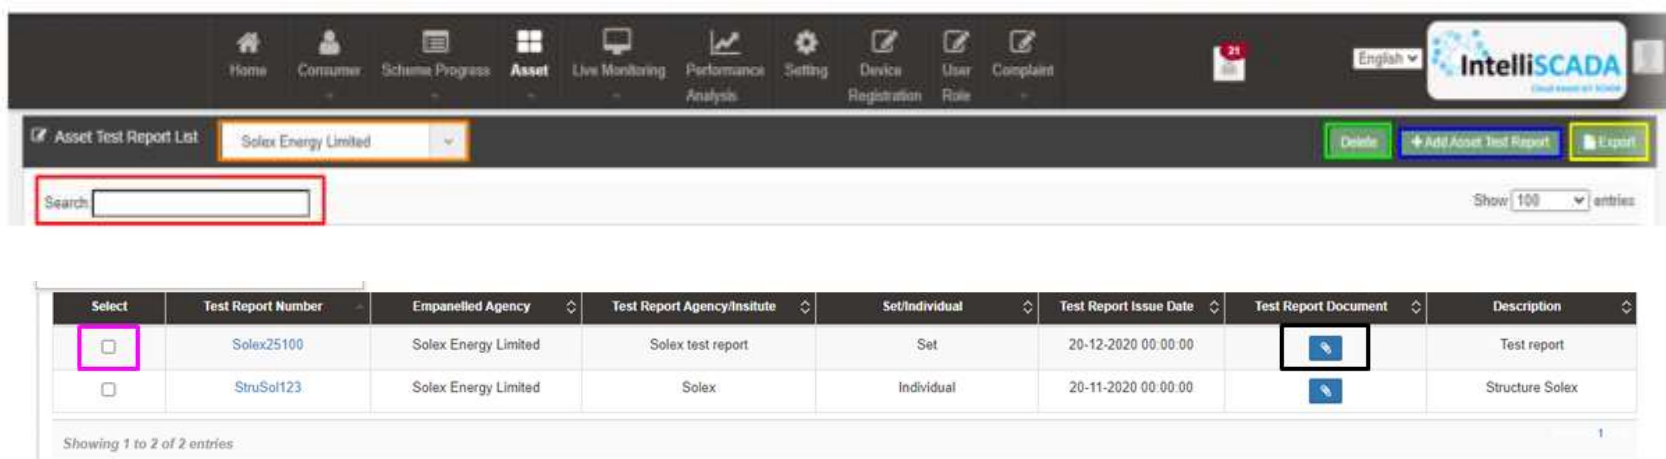 21
English
IntelliSCADA
Cloud Based IoT SCADA
Home Consumer Scheme Progress Asset Live Monitoring Performance Setting Device User Complaint
Analysis Registration Role
Asset Test Report List Solex Energy Limited Delete +Add Asset Test Report Export
Search Show 100 entries
Select Test Report Number Empanelled Agency Test Report Agency/Insitute Set/Individual Test Report Issue Date Test Report Document Description
Solex25100 Solex Energy Limited Solex test report Set 20-12-2020 00:00:00 Test report
StruSol123 Solex Energy Limited Solex Individual 20-11-2020 00:00:00 Structure Solex
Showing 1 to 2 of 2 entries 1